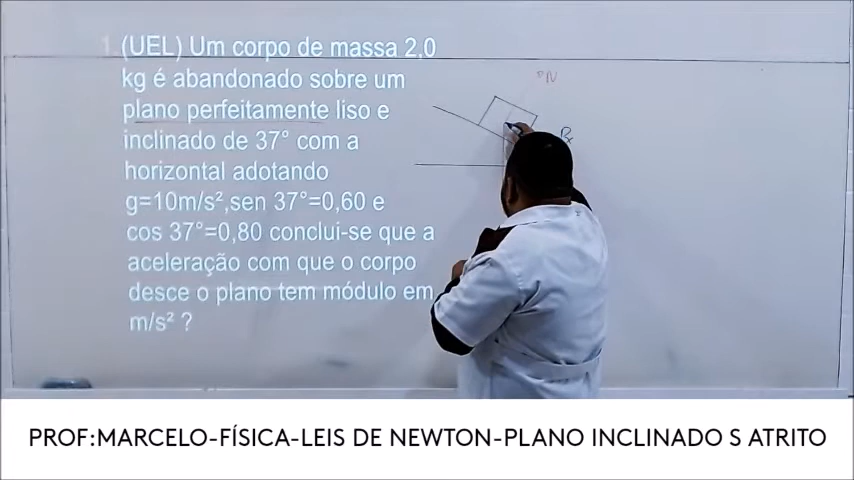 1. (UEL) Um corpo de massa 2,0
kg é abandonado sobre um
plano perfeitamente liso e
inclinado de 37° com a
horizontal adotando
g=10m/s²,sen 37°=0,60 e
cos 37°=0,80 conclui-se que a
aceleração com que o corpo
desce o plano tem módulo em
m/s² ?
N
Px
PROF:MARCELO-FÍSICA-LEIS DE NEWTON-PLANO INCLINADO S ATRITO